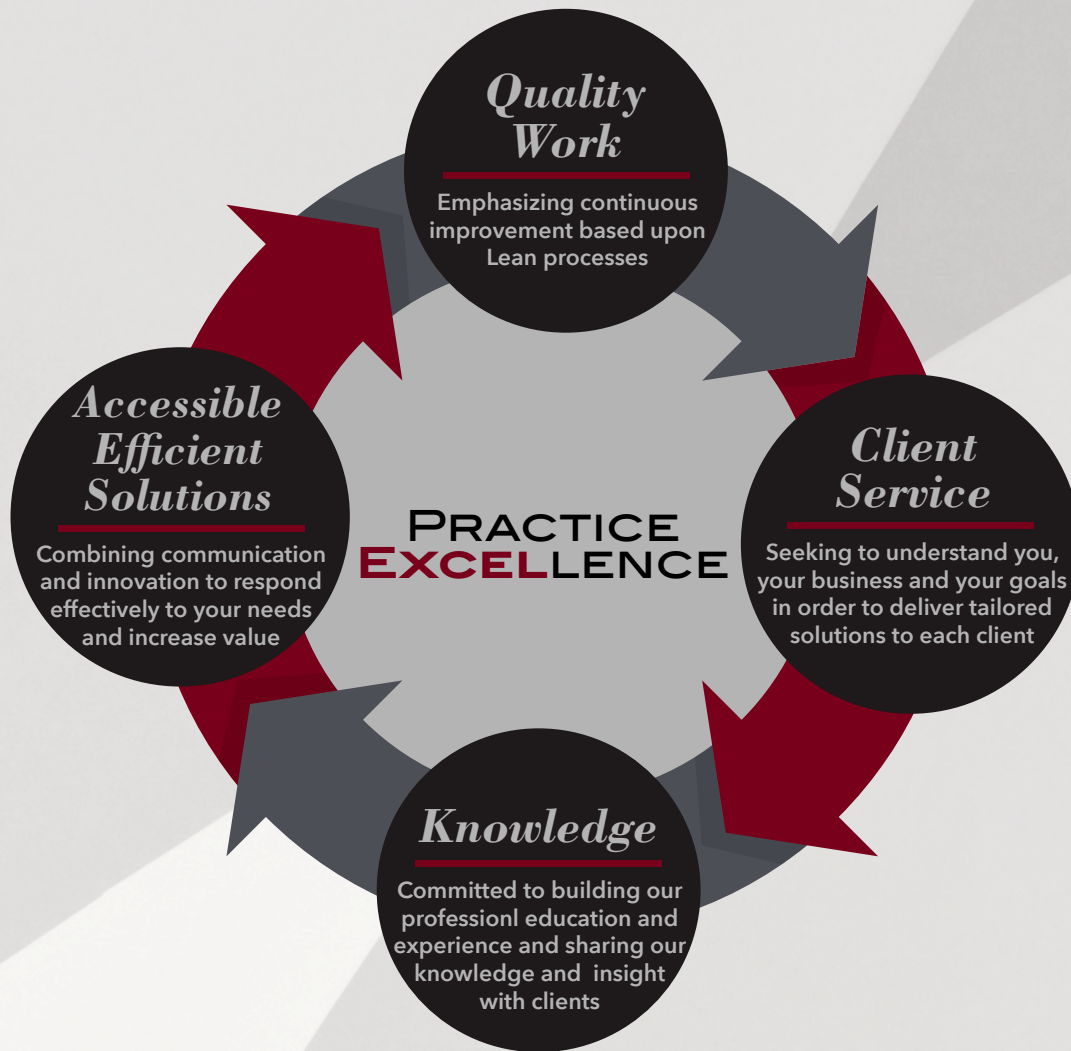 Quality
Work
Emphasizing continuous
improvement based upon
Lean processes
Client
Service
Seeking to understand you,
your business and your goals
in order to deliver tailored
solutions to each client
Knowledge
Committed to building our
professionl education and
experience and sharing our
knowledge and  insight
with clients
Accessible
Efficient
Solutions
Combining communication
and innovation to respond
effectively to your needs
and increase value
PRACTICE
EXCELLENCE